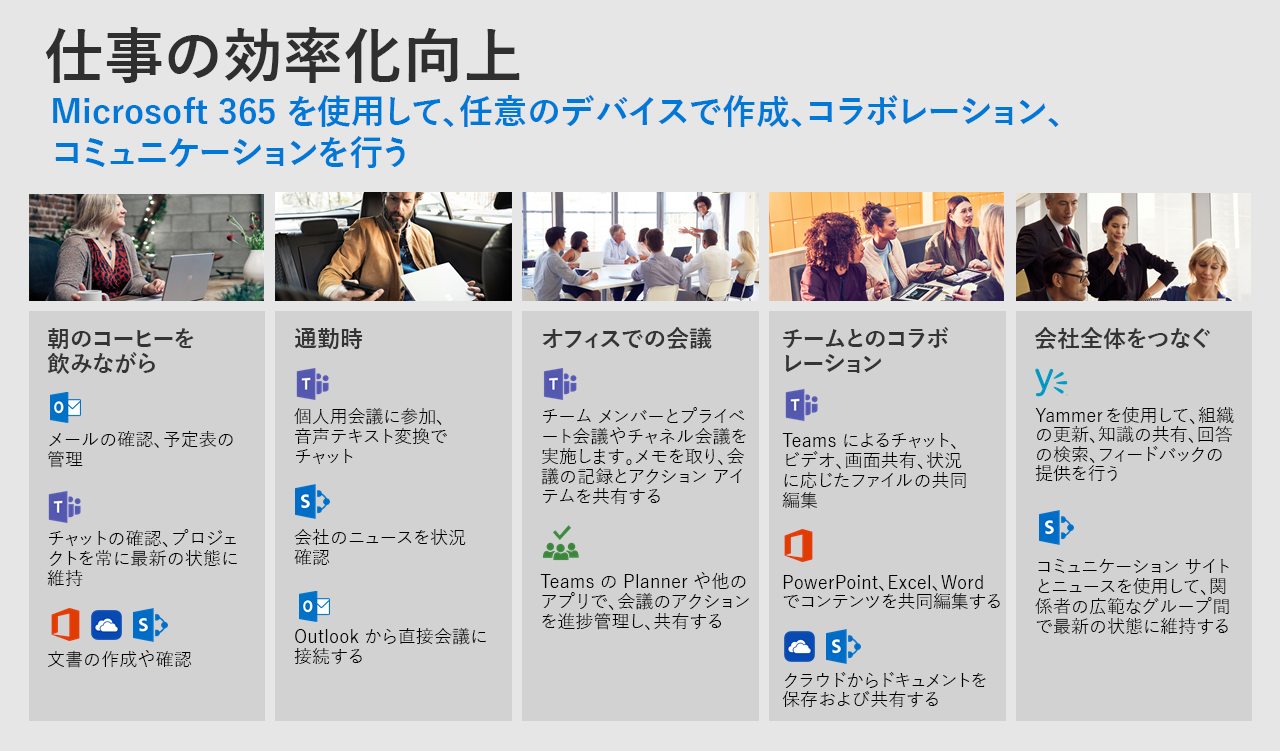 仕事の効率化向上
Microsoft 365 を使用して、任意のデバイスで作成、コラボレーション、
コミュニケーションを行う
朝のコーヒーを
飲みながら
メールの確認、予定表の
管理
チャットの確認、プロジェ
クトを常に最新の状態に
維持
文書の作成や確認
通勤時
個人用会議に参加、
音声テキスト変換で
チャット
会社のニュースを状況
確認
Outlook から直接会議に
接続する
オフィスでの会議
チーム メンバーとプライベ
ート会議やチャネル会議を
実施します。メモを取り、会
議の記録とアクション アイ
テムを共有する
Teams の Planner や他の
アプリで、会議のアクション
を進捗管理し、共有する
チームとのコラボ
レーション
Teams によるチャット、
ビデオ、画面共有、状況
に応じたファイルの共同
編集
PowerPoint、Excel、Word
でコンテンツを共同編集する
クラウドからドキュメントを
保存および共有する
会社全体をつなぐ
Yammer を使用して、組織
の更新、知識の共有、回答
の検索、フィードバックの
提供を行う
コミュニケーション サイト
とニュースを使用して、関
係者の広範なグループ間
で最新の状態に維持する